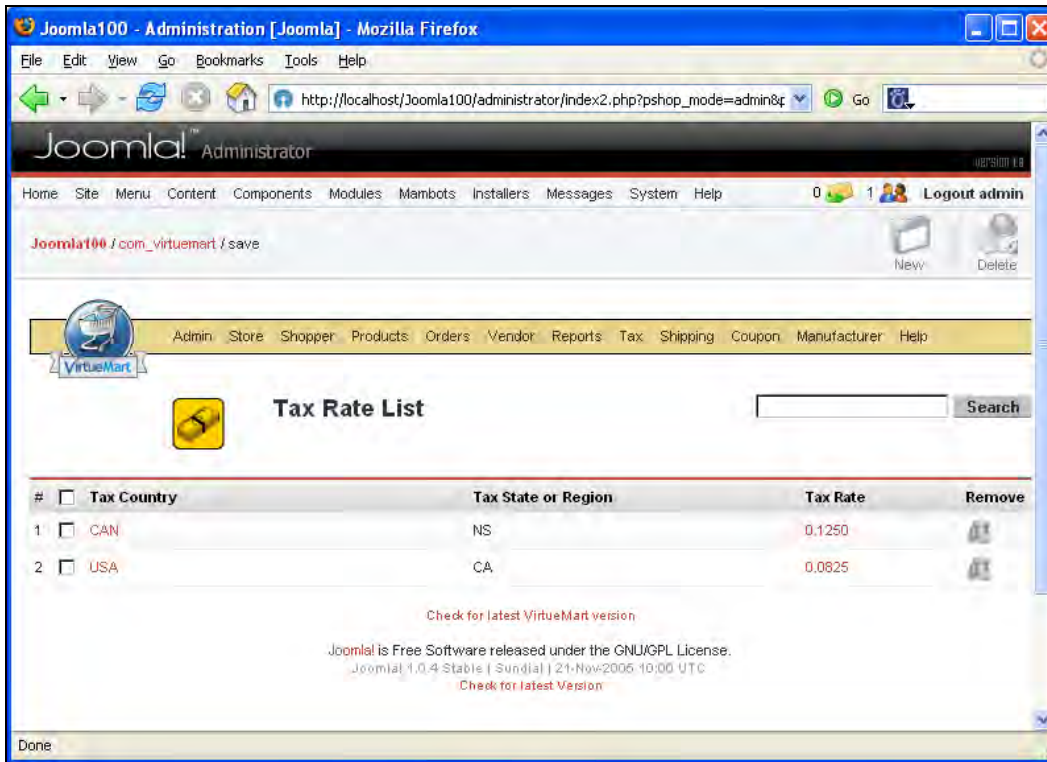 Joomla100 - Administration [Joomla] - Mozilla Firefox
File Edit View Go Bookmarks Tools Help
http://localhost/Joomla100/administrator/index2.php?pshop_mode=admin&p Go
Joomla! ™ Administrator
version 1.0
Home Site Menu Content Components Modules Mambots Installers Messages System Help 0 1 Logout admin
Joomla100 / com_virtuemart / save
New Delete
VirtueMart
Admin Store Shopper Products Orders Vendor Reports Tax Shipping Coupon Manufacturer Help
Tax Rate List Search
# Tax Country Tax State or Region Tax Rate Remove
1 CAN NS 0.1250
2 USA CA 0.0825
Check for latest VirtueMart version
Joomla! is Free Software released under the GNU/GPL License.
Joomla! 1.0.4 Stable [ Sundial ] 21-Nov-2005 10:00 UTC
Check for latest Version
Done